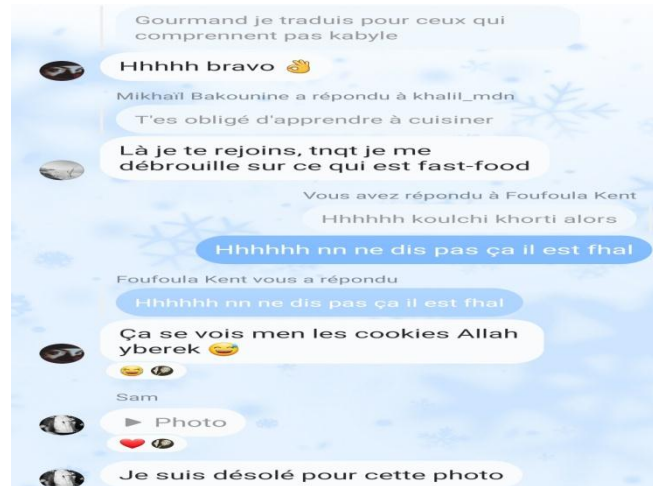 Gourmand je traduis pour ceux qui
comprennent pas kabyle
Hhhhh bravo 👌
Mikhaïl Bakounine a répondu à khalil_mdn
T'es obligé d'apprendre à cuisiner
Là je te rejoins, tnqt je me
débrouille sur ce qui est fast-food
Vous avez répondu à Foufoula Kent
Hhhhhh koulchi khorti alors
Hhhhhh nn ne dis pas ça il est fhal
Foufoula Kent vous a répondu
Hhhhhh nn ne dis pas ça il est fhal
Ça se vois men les cookies Allah
yberek 😅
Sam
► Photo
Je suis désolé pour cette photo